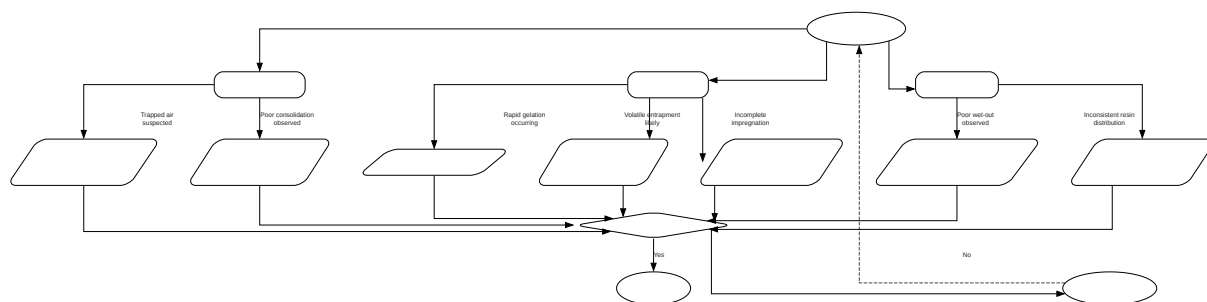 Trapped air
suspected
Poor consolidation
observed
Rapid gelation
occurring
Volatile entrapment
likely
Incomplete
impregnation
Poor wet-out
observed
Inconsistent resin
distribution
Yes
No